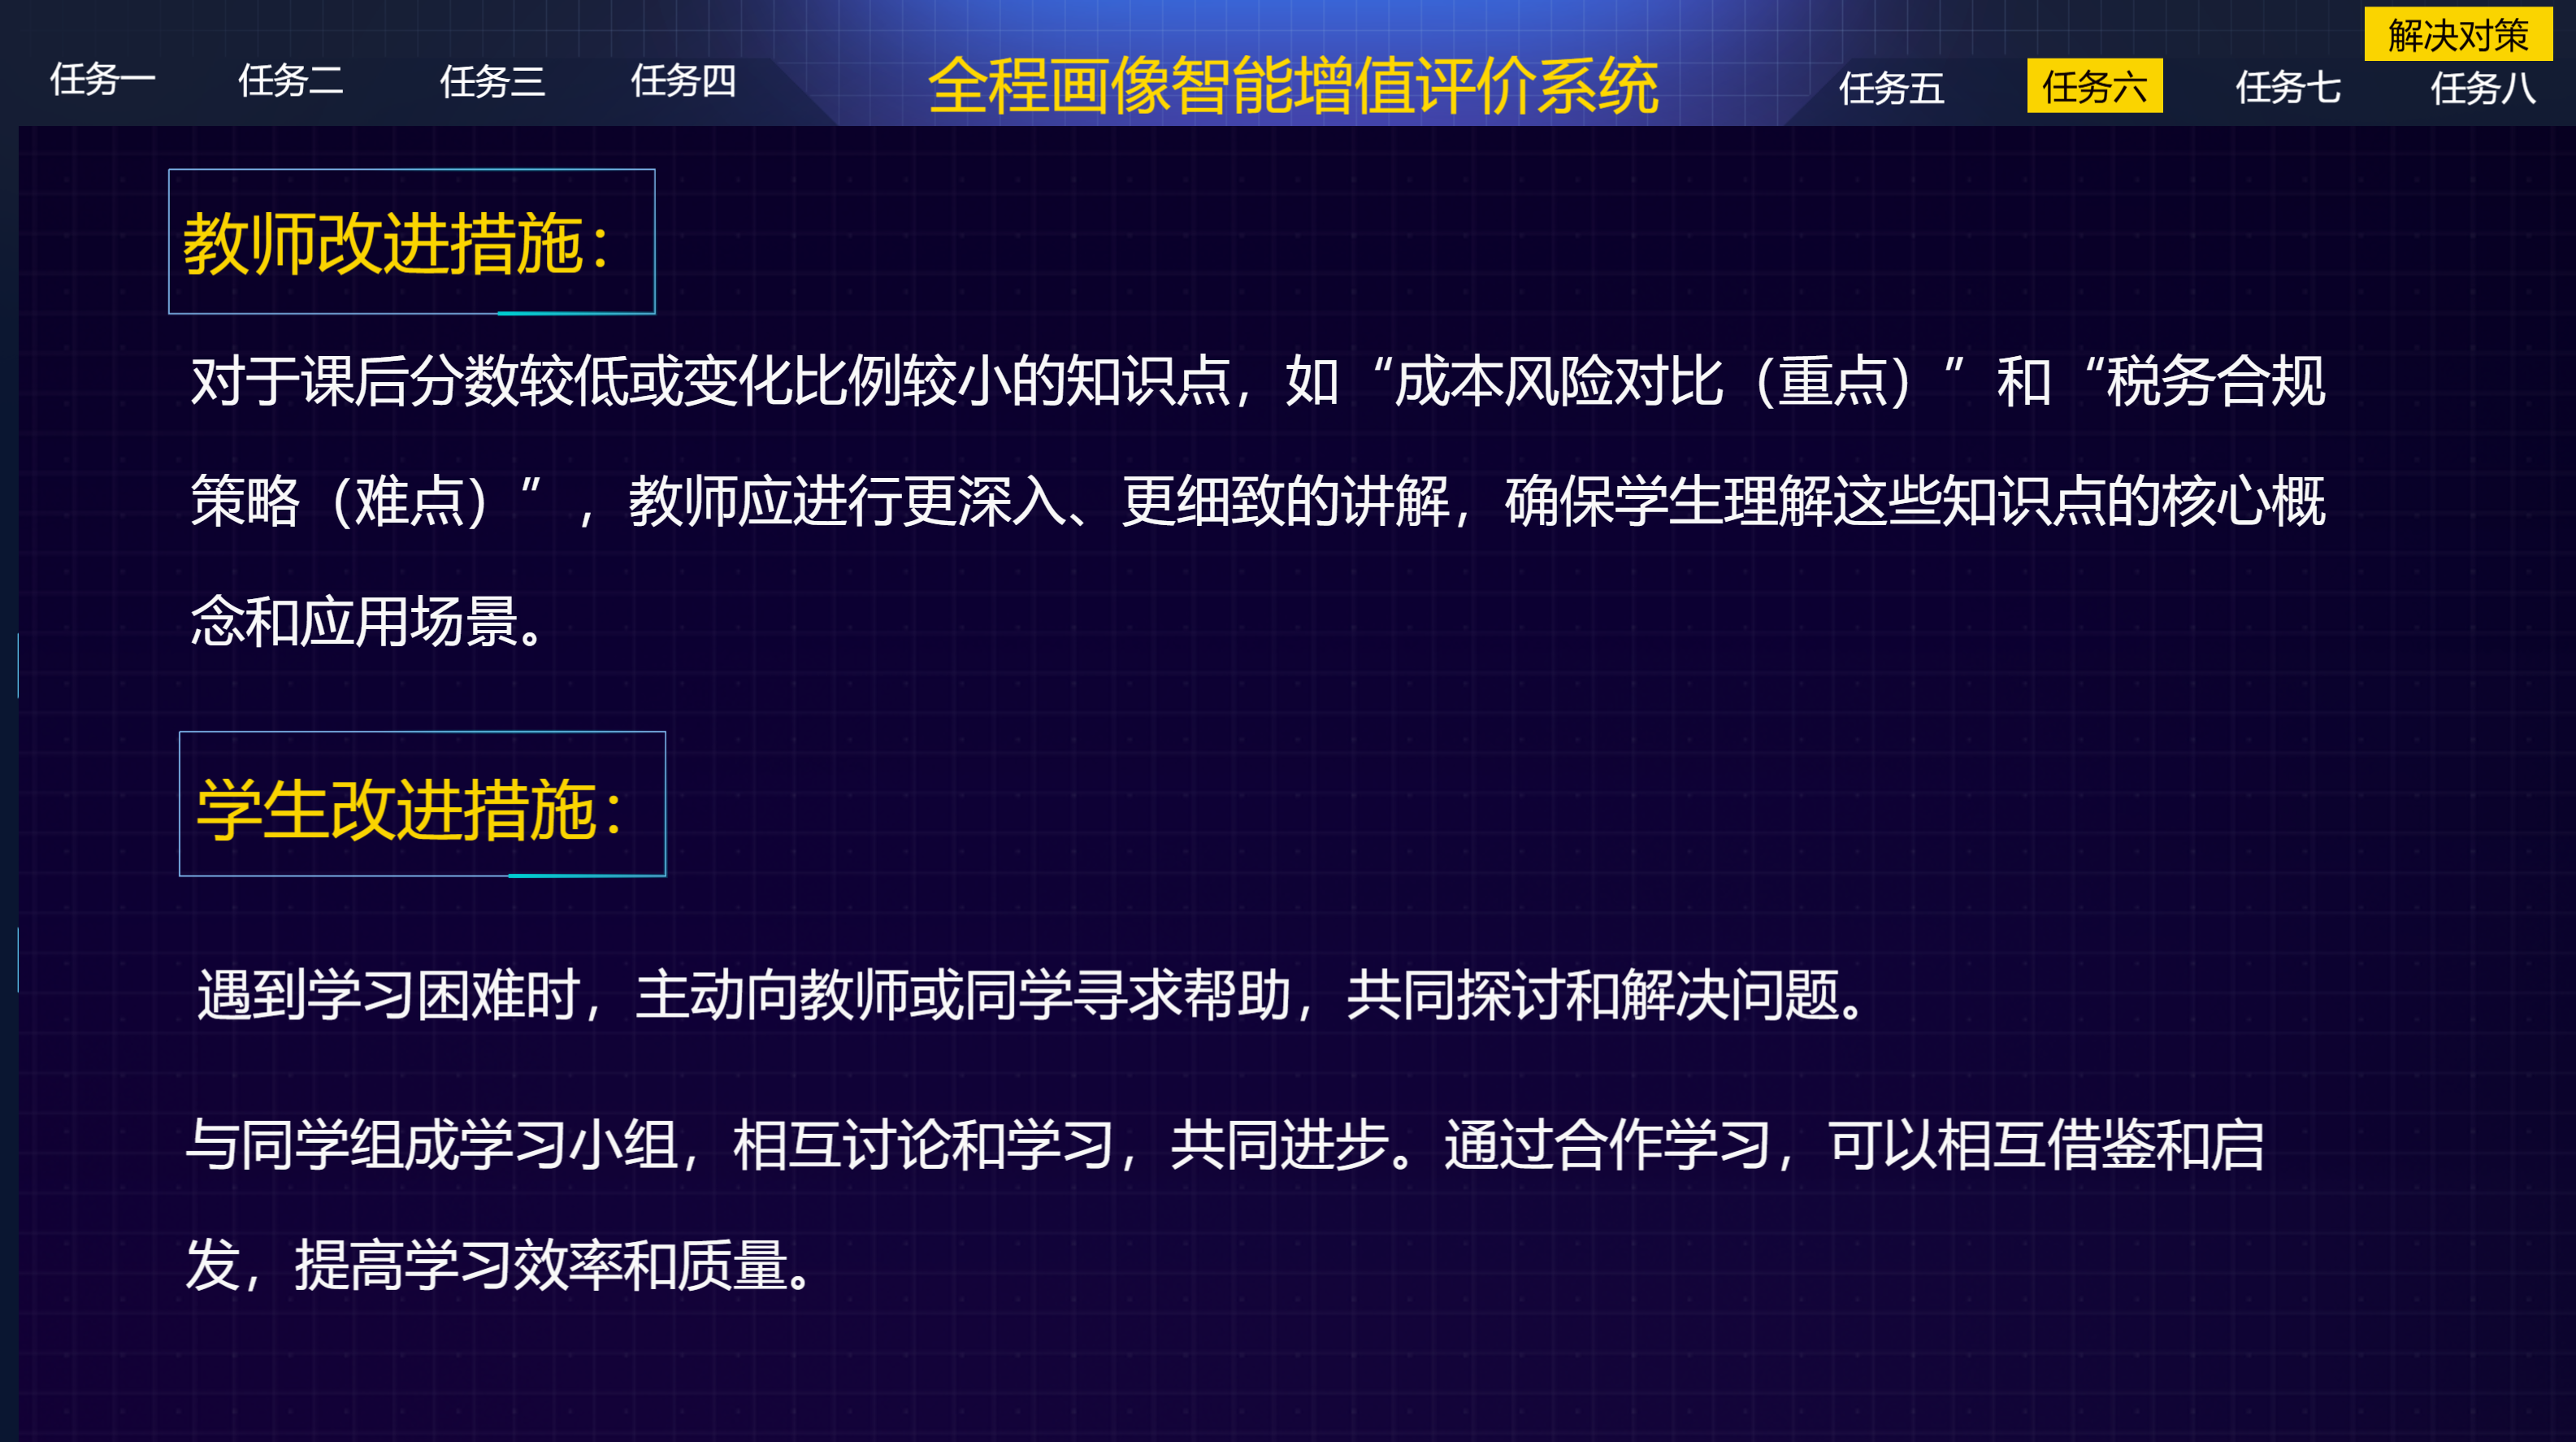 解决对策
任务一 任务二 任务三 任务四 全程画像智能增值评价系统 任务五 任务六 任务七 任务八
教师改进措施：
对于课后分数较低或变化比例较小的知识点，如“成本风险对比（重点）”和“税务合规
策略（难点）”，教师应进行更深入、更细致的讲解，确保学生理解这些知识点的核心概
念和应用场景。
学生改进措施：
遇到学习困难时，主动向教师或同学寻求帮助，共同探讨和解决问题。
与同学组成学习小组，相互讨论和学习，共同进步。通过合作学习，可以相互借鉴和启
发，提高学习效率和质量。